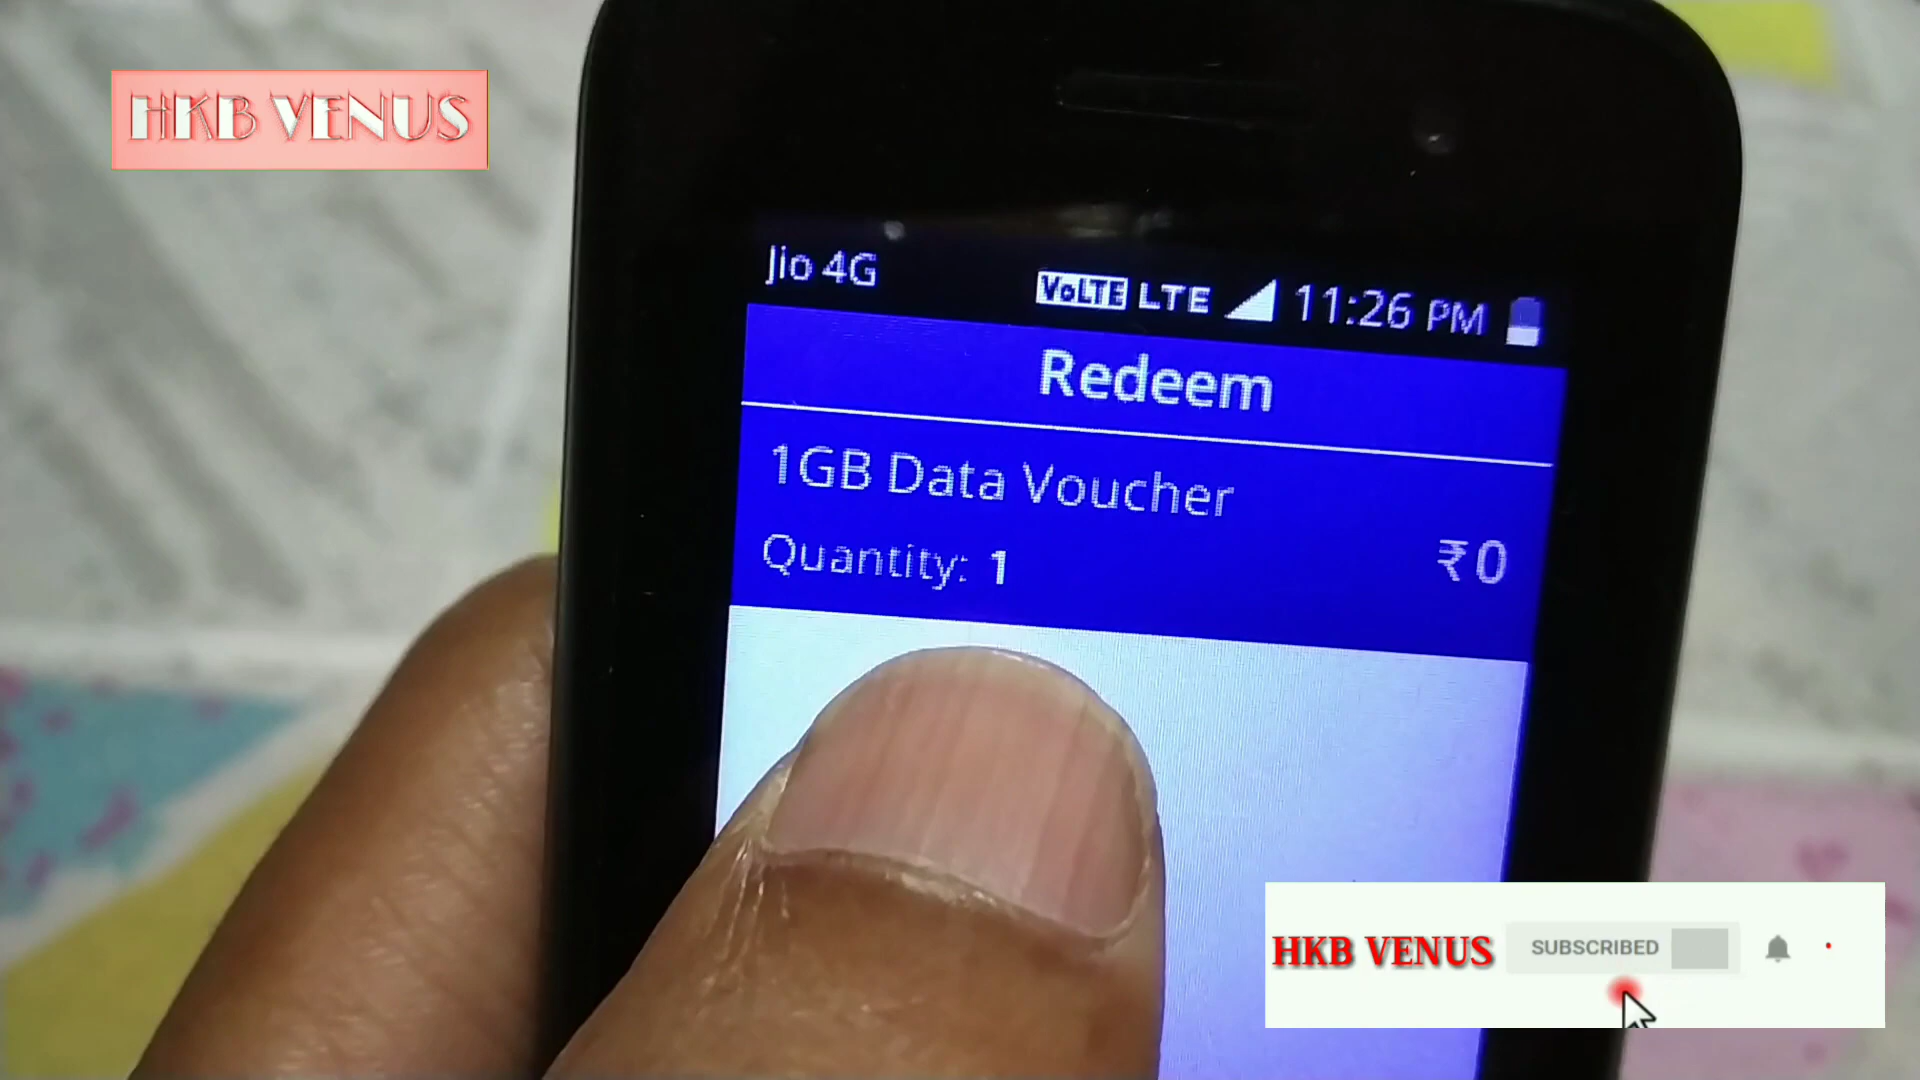 HKB VENUS
Jio 4G VoLTE LTE 11:26 PM
Redeem
1GB Data Voucher
Quantity: 1 ₹0
HKB VENUS SUBSCRIBED